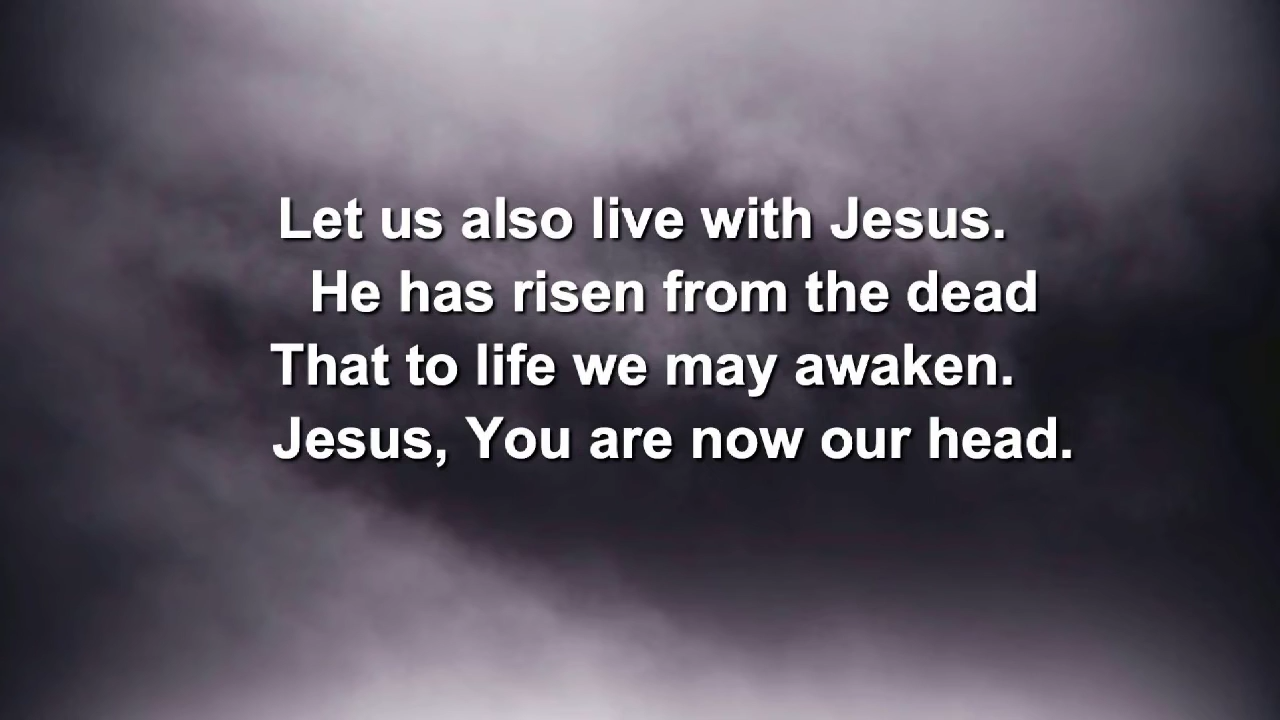 Let us also live with Jesus.
He has risen from the dead
That to life we may awaken.
Jesus, You are now our head.